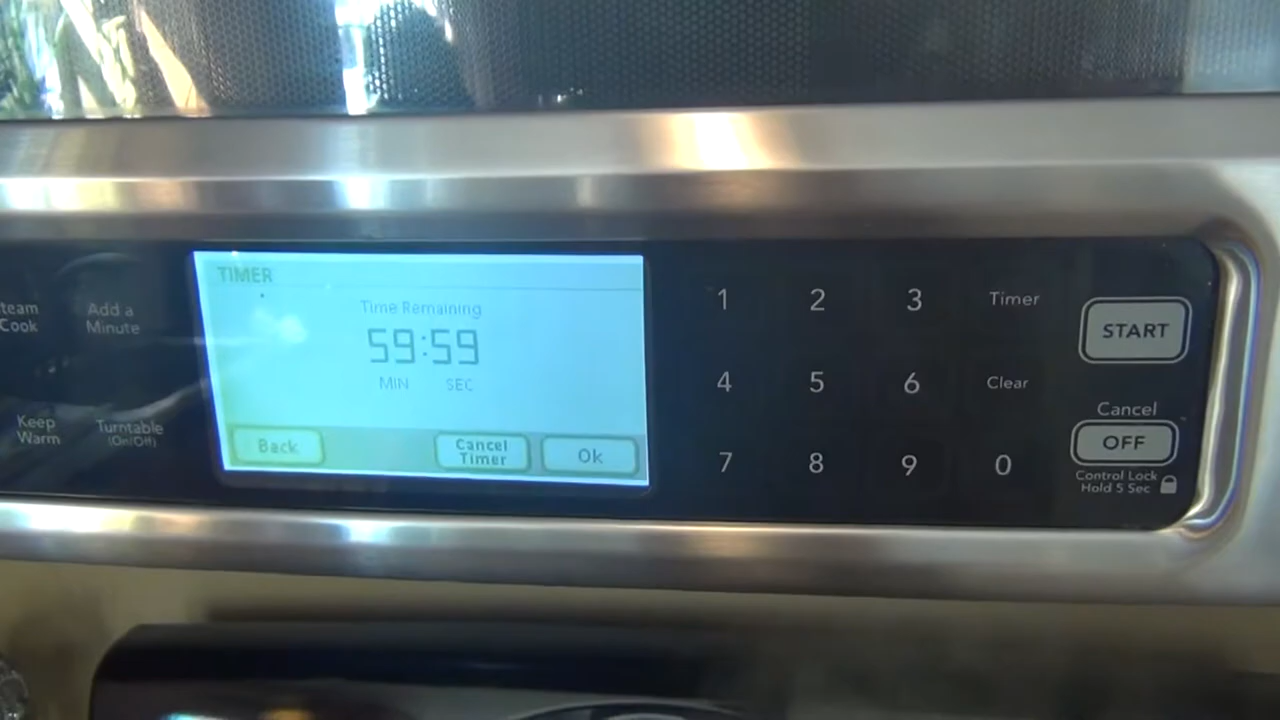 TIMER
Time Remaining
59:59
MIN SEC
Back
Cancel
Timer
Ok
Cook
Add a
Minute
Keep
Warm
Turntable
(On/Off)
1 2 3 Timer
4 5 6 Clear
7 8 9 0
START
Cancel
OFF
Control Lock
Hold 5 Sec